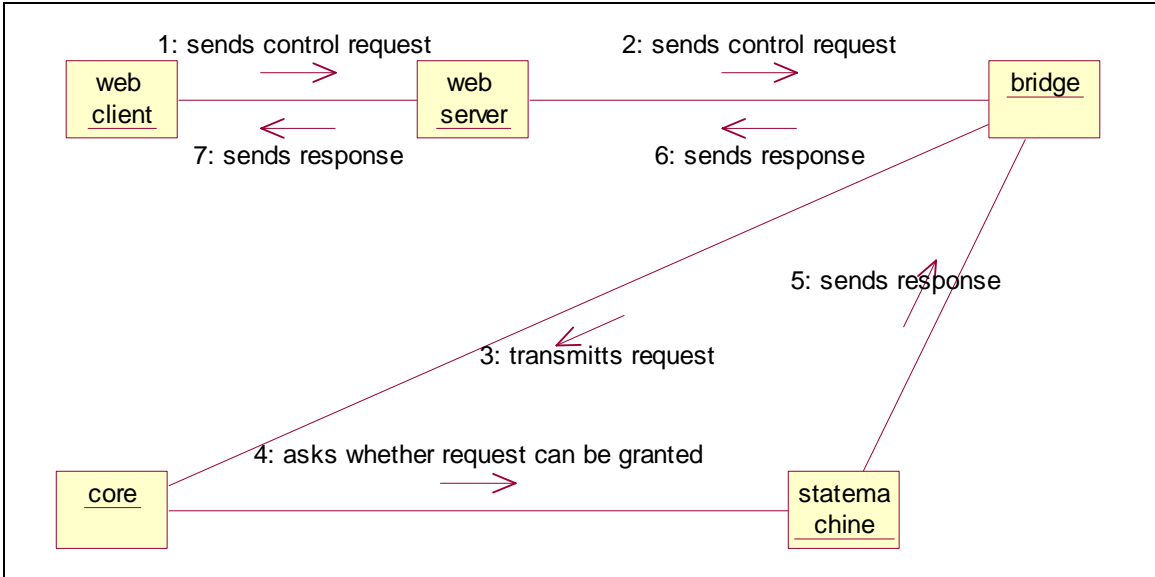 1: sends control request
2: sends control request
web
client
web
server
bridge
7: sends response
6: sends response
5: sends response
3: transmitts request
4: asks whether request can be granted
core
statema
chine